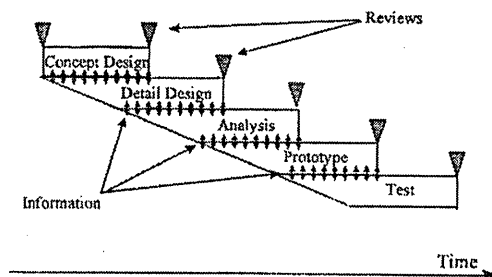 Reviews
Concept Design
Detail Design
Analysis
Prototype
Test
Information
Time